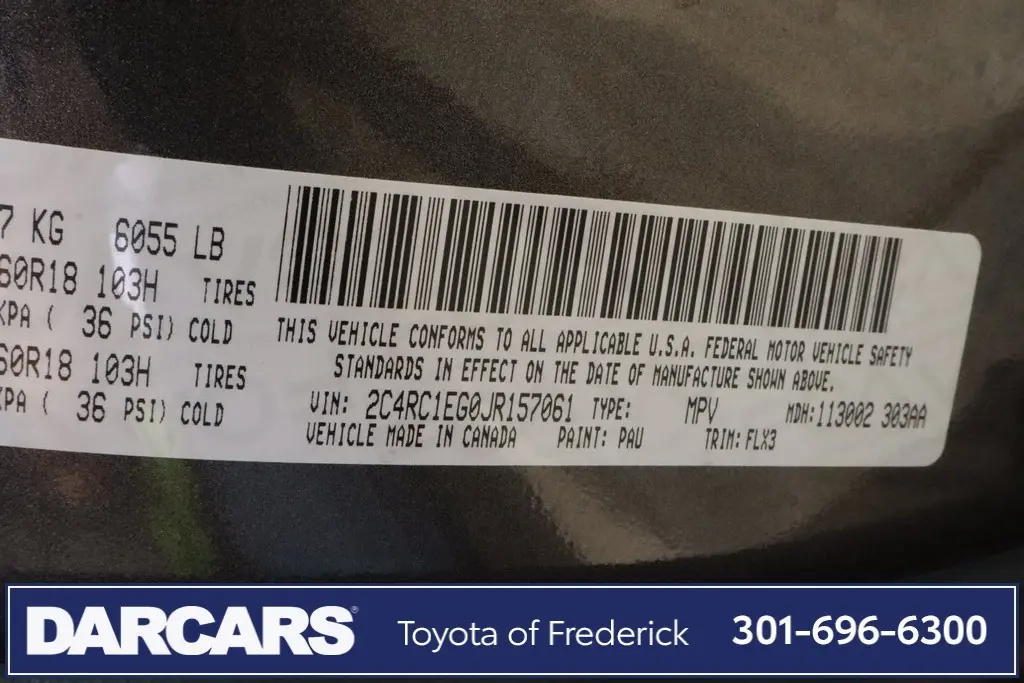 7 KG 6055 LB
60R18 103H TIRES
KPA ( 36 PSI) COLD
60R18 103H TIRES
KPA ( 36 PSI) COLD
THIS VEHICLE CONFORMS TO ALL APPLICABLE U.S.A. FEDERAL MOTOR VEHICLE SAFETY
STANDARDS IN EFFECT ON THE DATE OF MANUFACTURE SHOWN ABOVE.
VIN: 2C4RC1EG0JR157061 TYPE: MPV MDH:113002 303AA
VEHICLE MADE IN CANADA PAINT: PAU TRIM: FLX3
DARCARS® Toyota of Frederick 301-696-6300